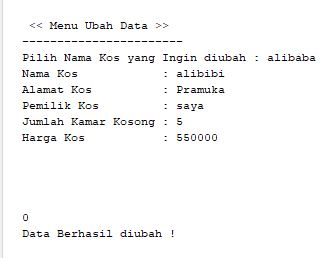 << Menu Ubah Data >>
-----------------------
Pilih Nama Kos yang Ingin diubah : alibaba
Nama Kos : alibibi
Alamat Kos : Pramuka
Pemilik Kos : saya
Jumlah Kamar Kosong : 5
Harga Kos : 550000
0
Data Berhasil diubah !